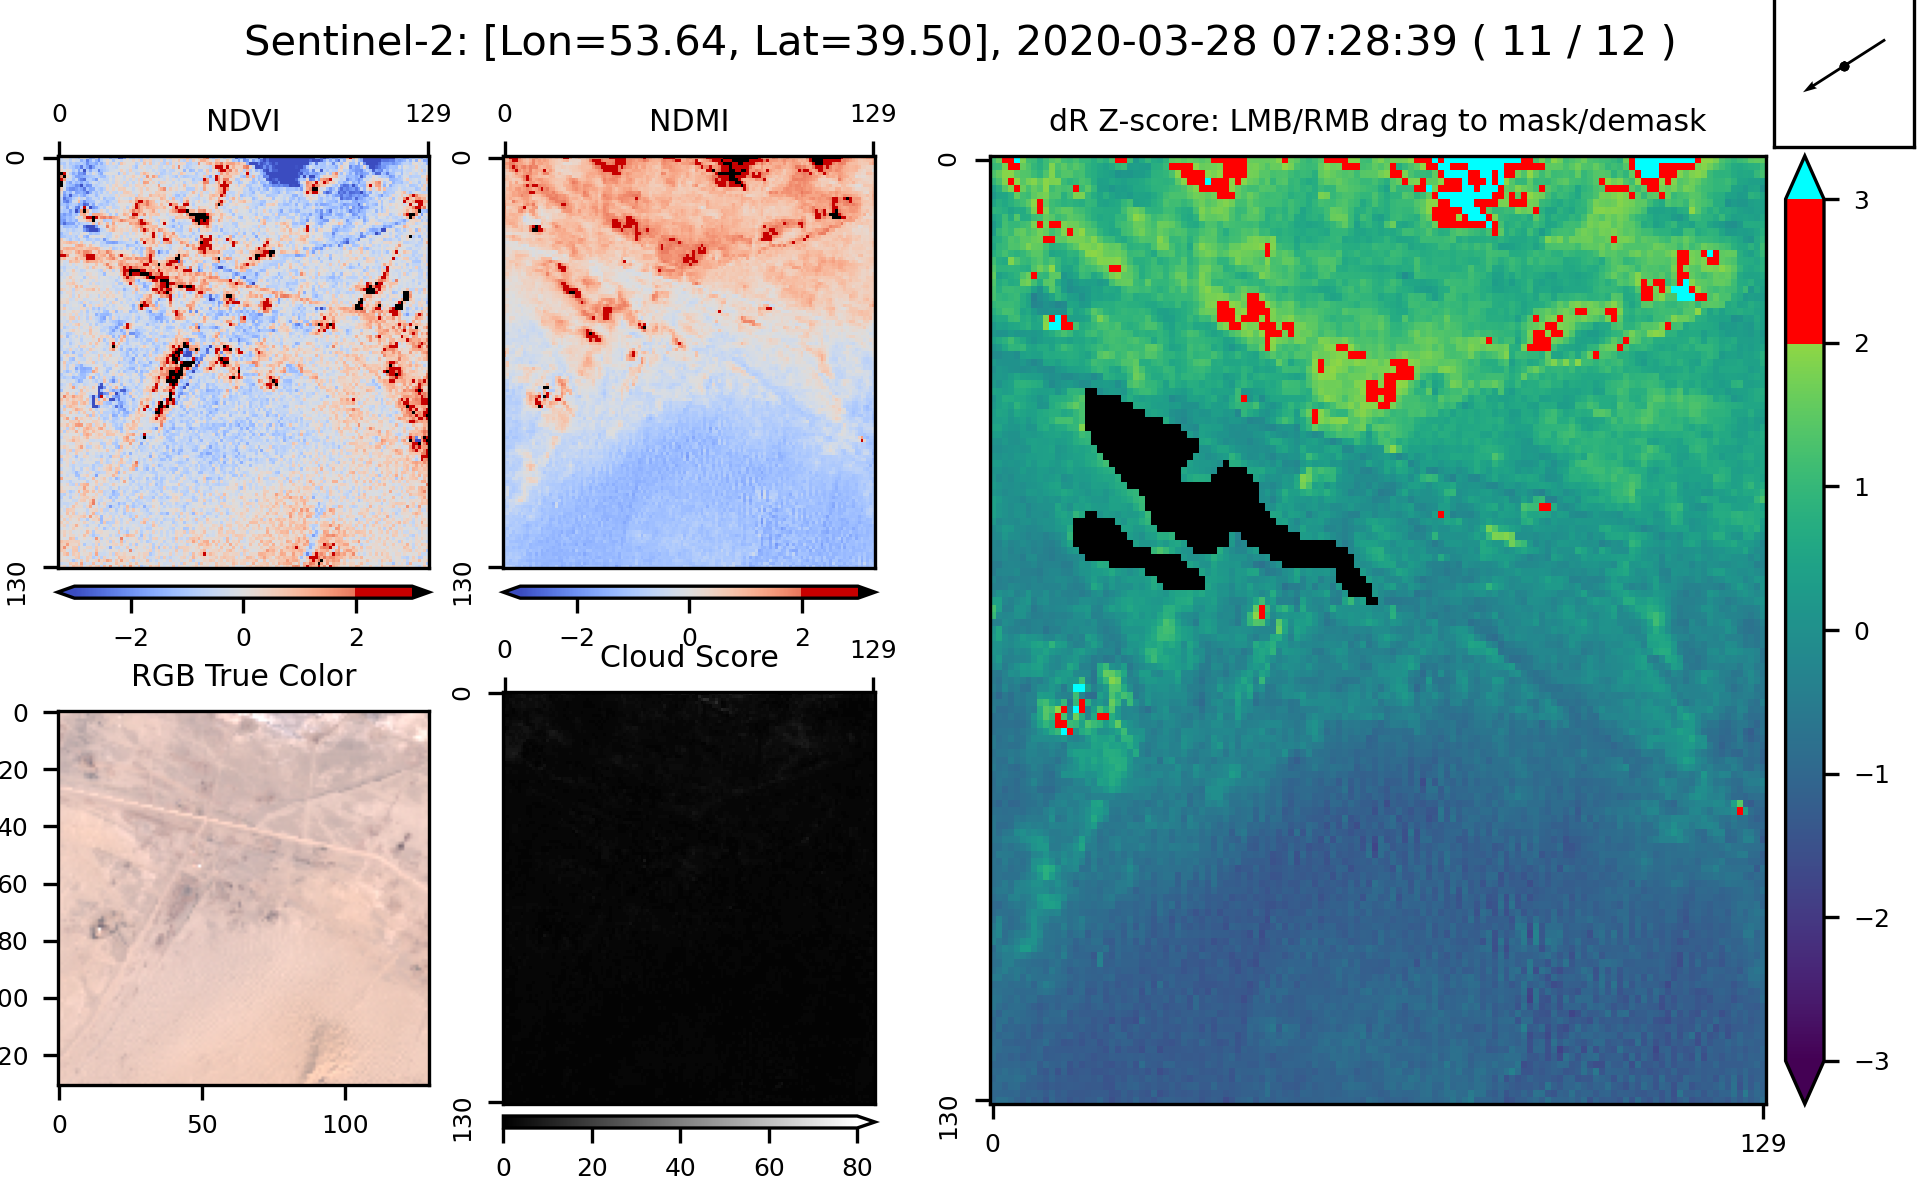 Sentinel-2: [Lon=53.64, Lat=39.50], 2020-03-28 07:28:39 ( 11 / 12 )
0 NDVI 129
0
130
−2 0 2
0 NDMI 129
0
130
−2 0 2
dR Z-score: LMB/RMB drag to mask/demask
0
130
0 129
3
2
1
0
−1
−2
−3
RGB True Color
0
20
40
60
80
00
20
0 50 100
0 Cloud Score 129
0
130
0 20 40 60 80